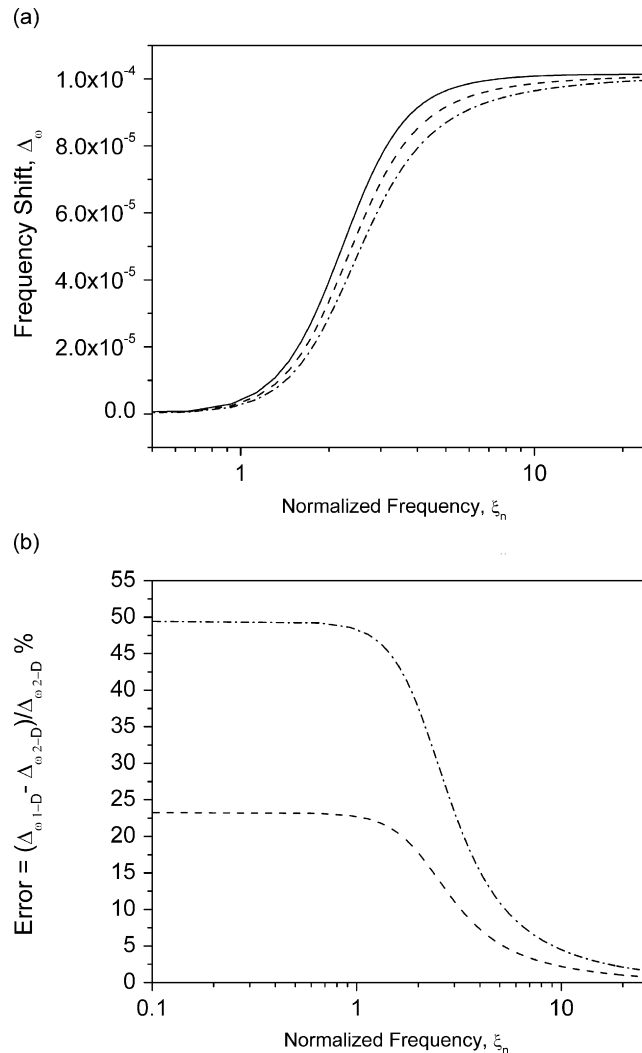 (a)
1.0x10⁻⁴
8.0x10⁻⁵
6.0x10⁻⁵
4.0x10⁻⁵
2.0x10⁻⁵
0.0
Frequency Shift, Δω
1 10
Normalized Frequency, ξn
(b)
55
50
45
40
35
30
25
20
15
10
5
0
Error = (Δω 1−D - Δω 2−D)/Δω 2−D %
0.1 1 10
Normalized Frequency, ξn